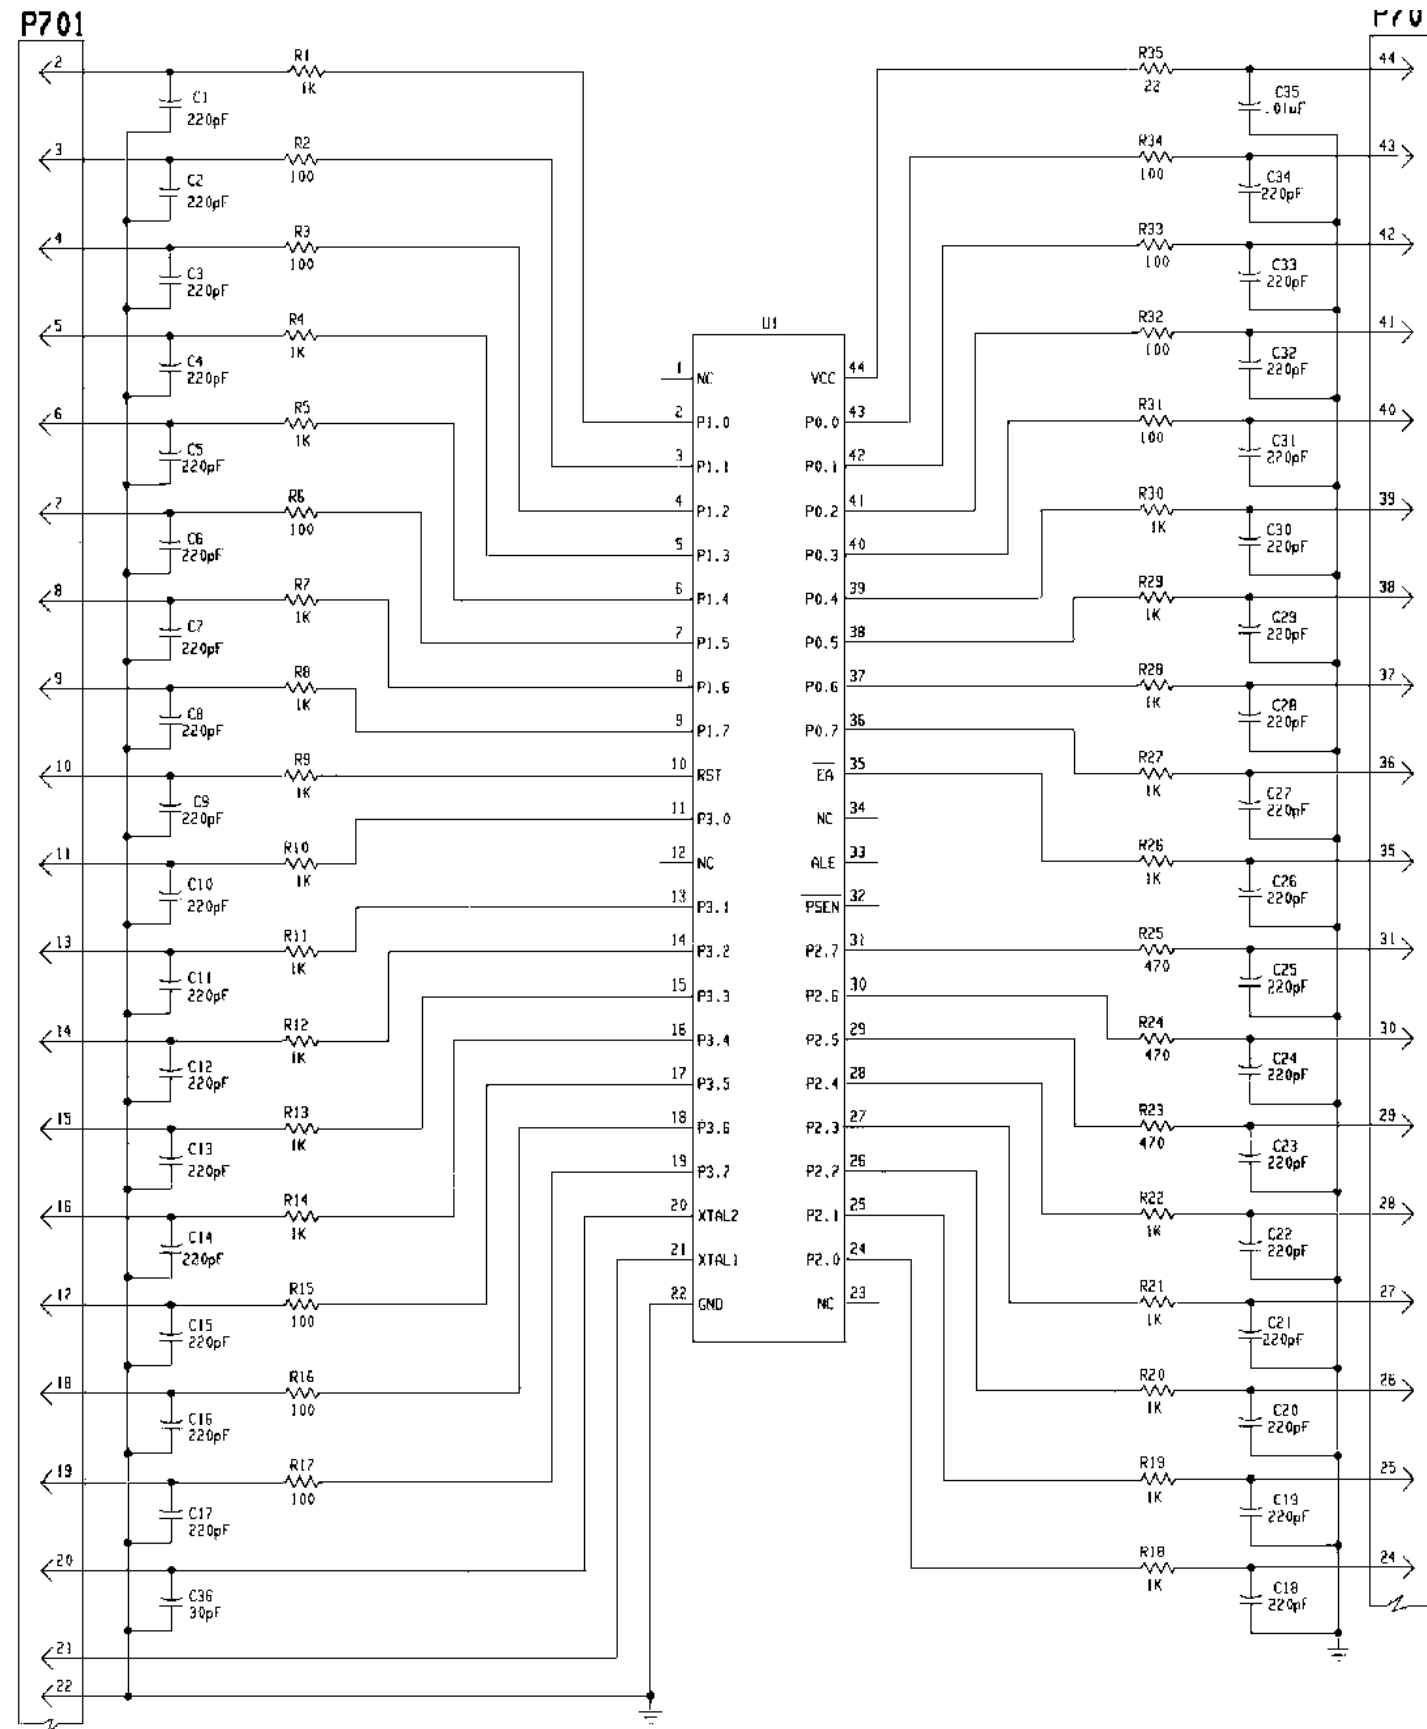 P701
2
R1
1K
C1
220pF
3
R2
100
C2
220pF
4
R3
100
C3
220pF
5
R4
1K
C4
220pF
6
R5
1K
C5
220pF
7
R6
100
C6
220pF
8
R7
1K
C7
220pF
9
R8
1K
C8
220pF
10
R9
1K
C9
220pF
11
R10
1K
C10
220pF
13
R11
1K
C11
220pF
14
R12
1K
C12
220pF
15
R13
1K
C13
220pF
16
R14
1K
C14
220pF
17
R15
100
C15
220pF
18
R16
100
C16
220pF
19
R17
100
C17
220pF
20
C36
30pF
21
22
U1
1 NC
2 P1.0
3 P1.1
4 P1.2
5 P1.3
6 P1.4
7 P1.5
8 P1.6
9 P1.7
10 RST
11 P3.0
12 NC
13 P3.1
14 P3.2
15 P3.3
16 P3.4
17 P3.5
18 P3.6
19 P3.7
20 XTAL2
21 XTAL1
22 GND
VCC 44
P0.0 43
P0.1 42
P0.2 41
P0.3 40
P0.4 39
P0.5 38
P0.6 37
P0.7 36
EA 35
NC 34
ALE 33
PSEN 32
P2.7 31
P2.6 30
P2.5 29
P2.4 28
P2.3 27
P2.2 26
P2.1 25
P2.0 24
NC 23
P70
R35
22
C35
.01uF
44
R34
100
C34
220pF
43
R33
100
C33
220pF
42
R32
100
C32
220pF
41
R31
100
C31
220pF
40
R30
1K
C30
220pF
39
R29
1K
C29
220pF
38
R28
1K
C28
220pF
37
R27
1K
C27
220pF
36
R26
1K
C26
220pF
35
R25
470
C25
220pF
31
R24
470
C24
220pF
30
R23
470
C23
220pF
29
R22
1K
C22
220pF
28
R21
1K
C21
220pF
27
R20
1K
C20
220pF
26
R19
1K
C19
220pF
25
R18
1K
C18
220pF
24